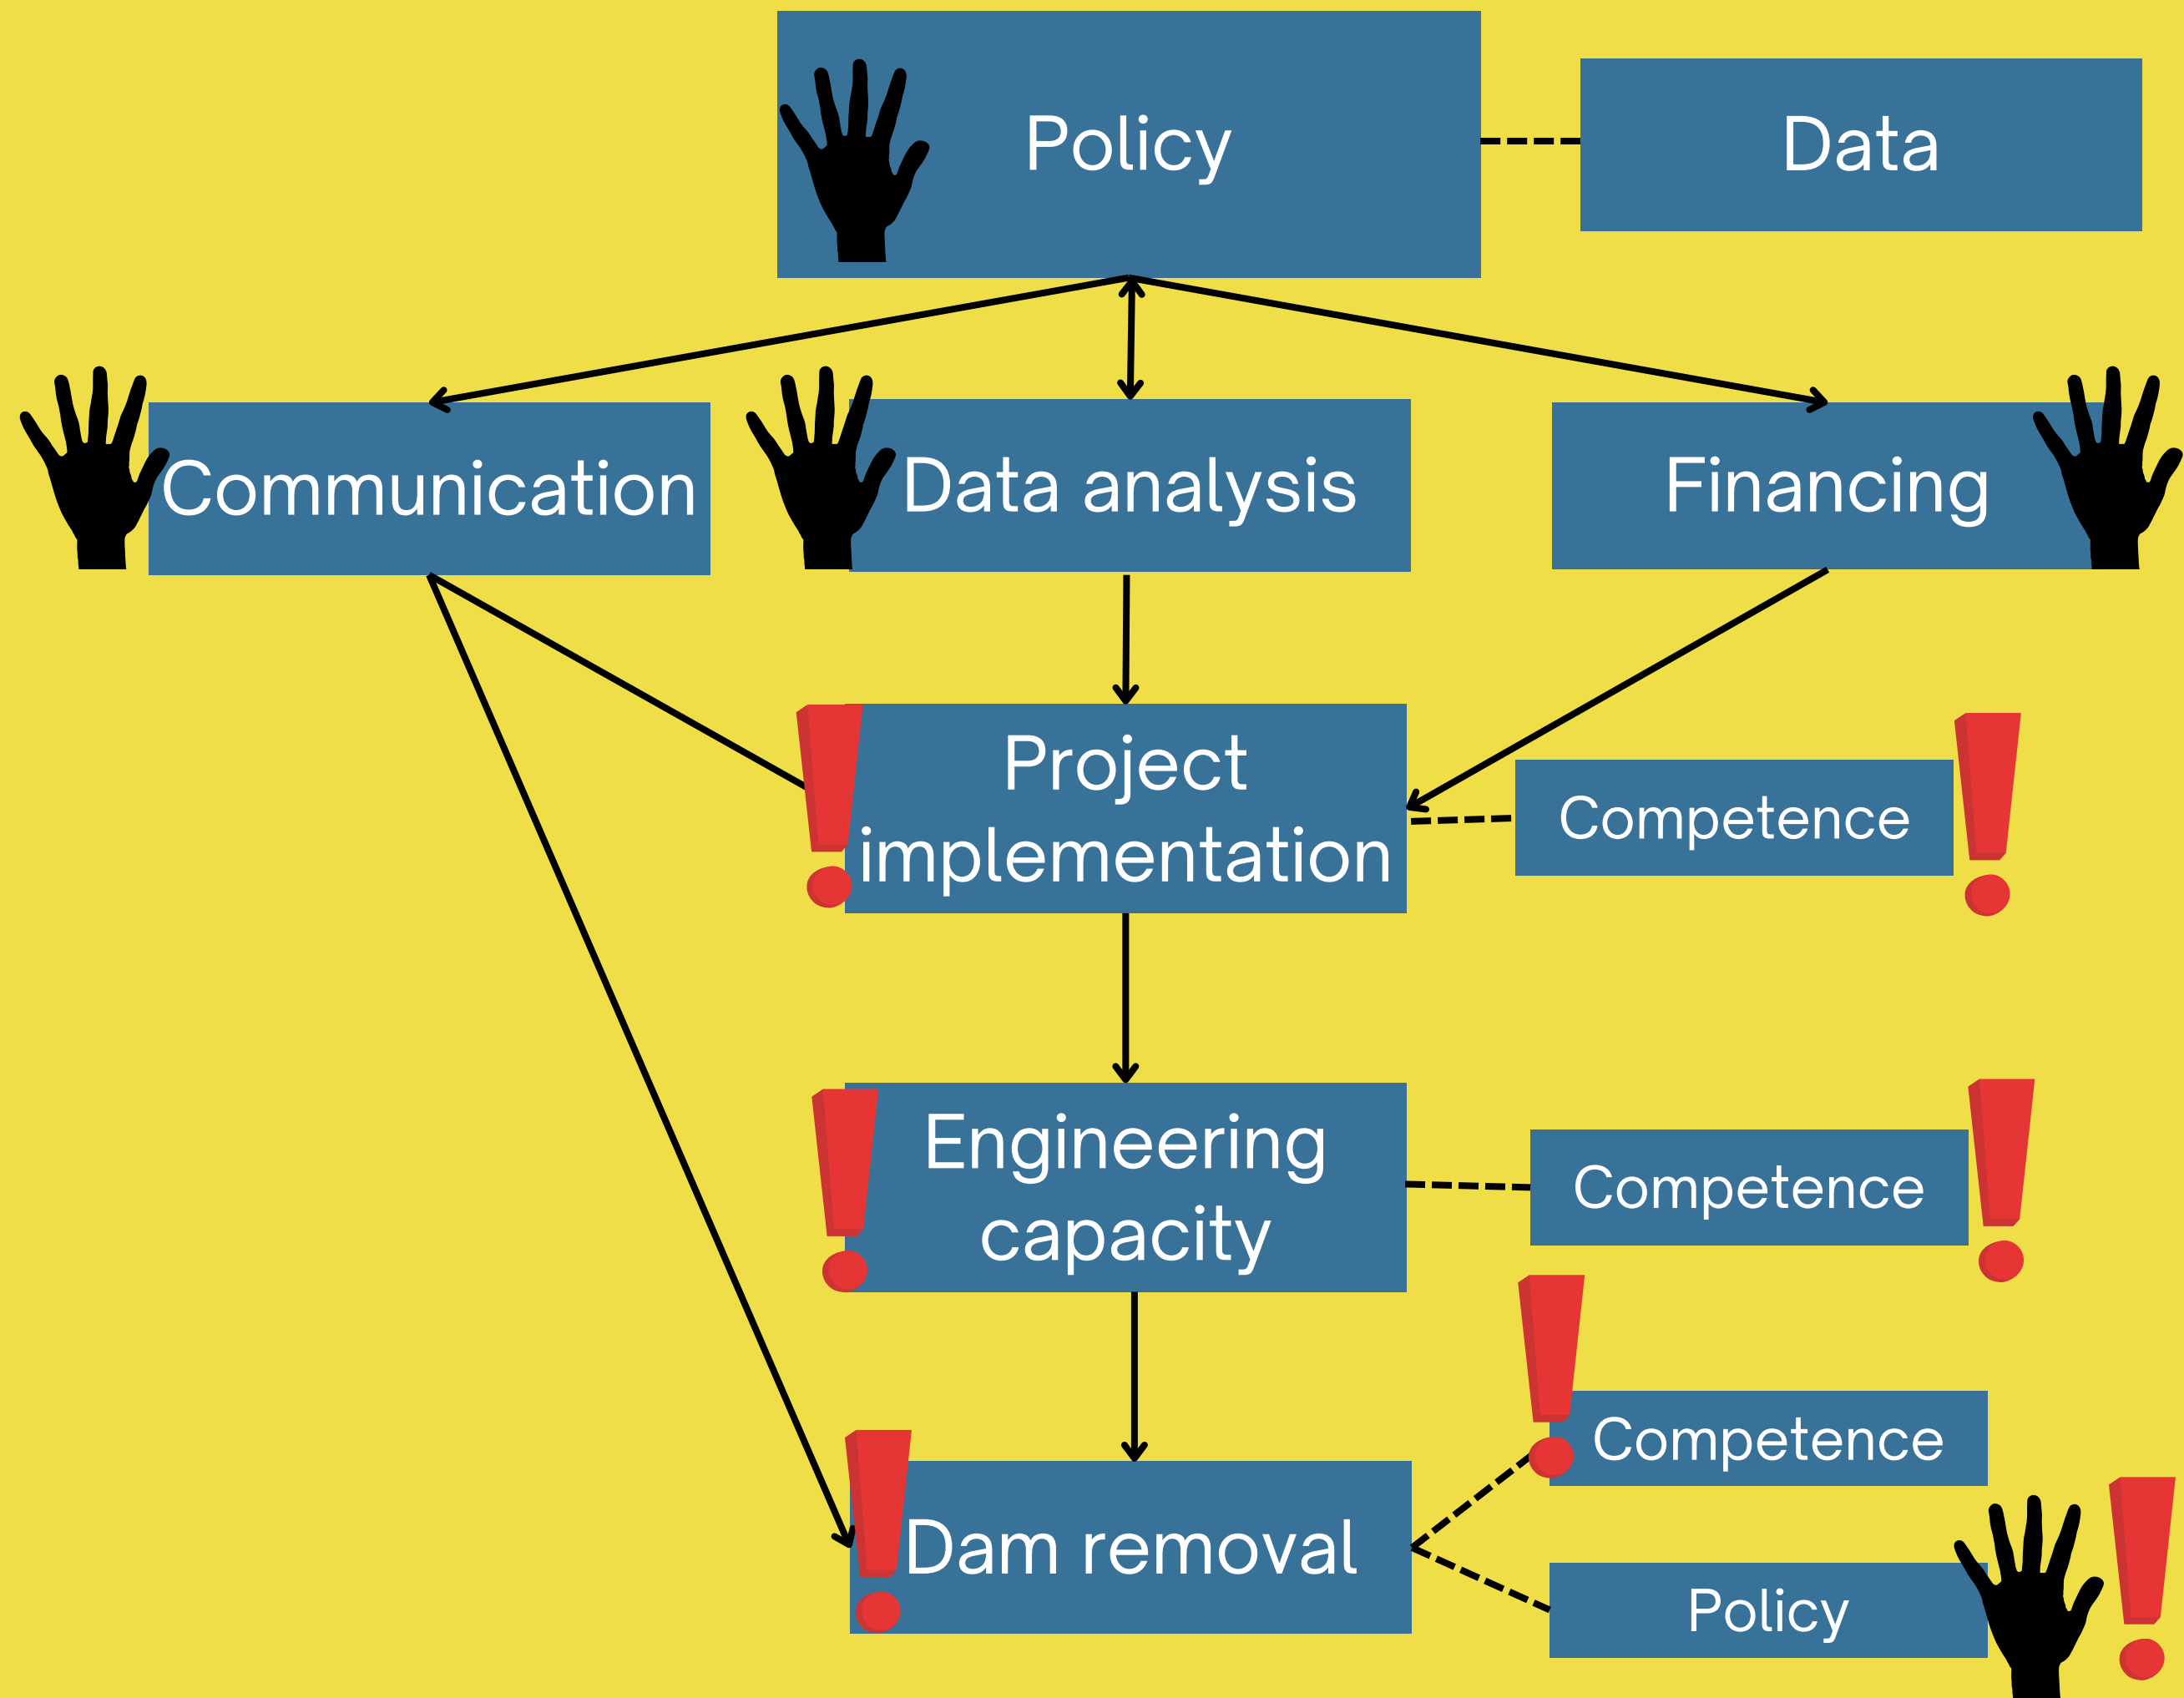 Policy
Data
Communication
Data analysis
Financing
Project
implementation
Competence
Engineering
capacity
Competence
Competence
Dam removal
Policy